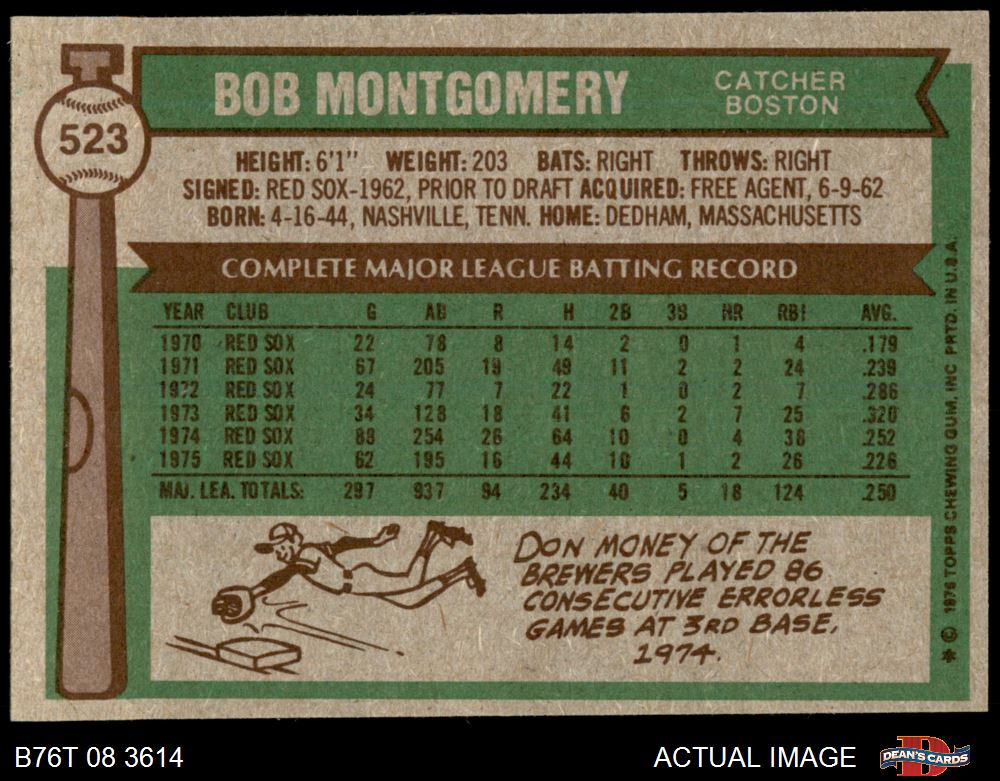 T
BOB MONTGOMERY
CATCHER
BOSTON
523
HEIGHT: 6'1" WEIGHT: 203 BATS: RIGHT THROWS: RIGHT
SIGNED: RED SOX-1962, PRIOR TO DRAFT ACQUIRED: FREE AGENT, 6-9-62
BORN: 4-16-44, NASHVILLE, TENN. HOME: DEDHAM, MASSACHUSETTS
COMPLETE MAJOR LEAGUE BATTING RECORD
YEAR CLUB G AB R H 2B 3B HR RBI AVG.
1970 RED SOX 22 78 8 14 2 0 1 4 .179
1971 RED SOX 67 205 19 49 11 2 2 24 .239
1972 RED SOX 24 77 7 22 1 0 2 7 .286
1973 RED SOX 34 128 18 41 6 2 7 25 .320
1974 RED SOX 88 254 26 64 10 0 4 38 .252
1975 RED SOX 62 195 16 44 10 1 2 26 .226
MAJ. LEA. TOTALS: 297 937 94 234 40 5 18 124 .250
DON MONEY OF THE
BREWERS PLAYED 86
CONSECUTIVE ERRORLESS
GAMES AT 3RD BASE,
1974.
* © 1976 TOPPS CHEWING GUM, INC PRTD. IN U.S.A.
B76T 08 3614
ACTUAL IMAGE
DEAN'S CARDS